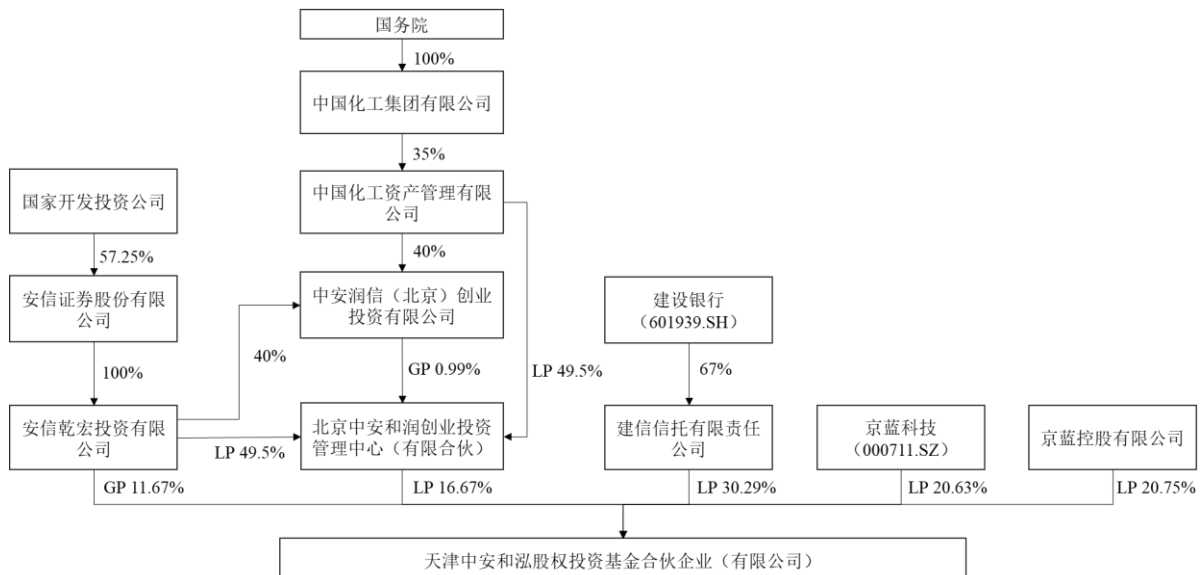 国务院
100%
中国化工集团有限公司
35%
国家开发投资公司
中国化工资产管理有限
公司
57.25%
40%
安信证券股份有限
公司
中安润信（北京）创业
投资有限公司
建设银行
（601939.SH）
100%
40%
GP 0.99%
LP 49.5%
67%
安信乾宏投资有限
公司
LP 49.5%
北京中安和润创业投资
管理中心（有限合伙）
建信信托有限责任
公司
京蓝科技
（000711.SZ）
京蓝控股有限公司
GP 11.67%
LP 16.67%
LP 30.29%
LP 20.63%
LP 20.75%
天津中安和泓股权投资基金合伙企业（有限公司）